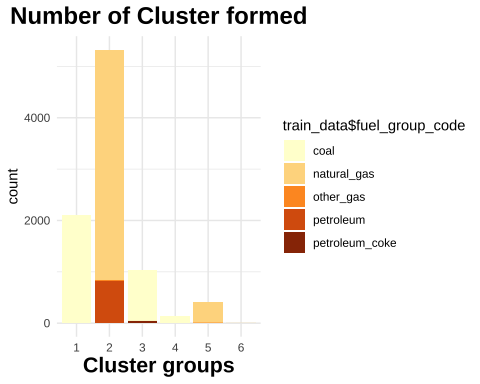 Number of Cluster formed
count
4000
2000
0
1 2 3 4 5 6
Cluster groups
train_data$fuel_group_code
coal
natural_gas
other_gas
petroleum
petroleum_coke